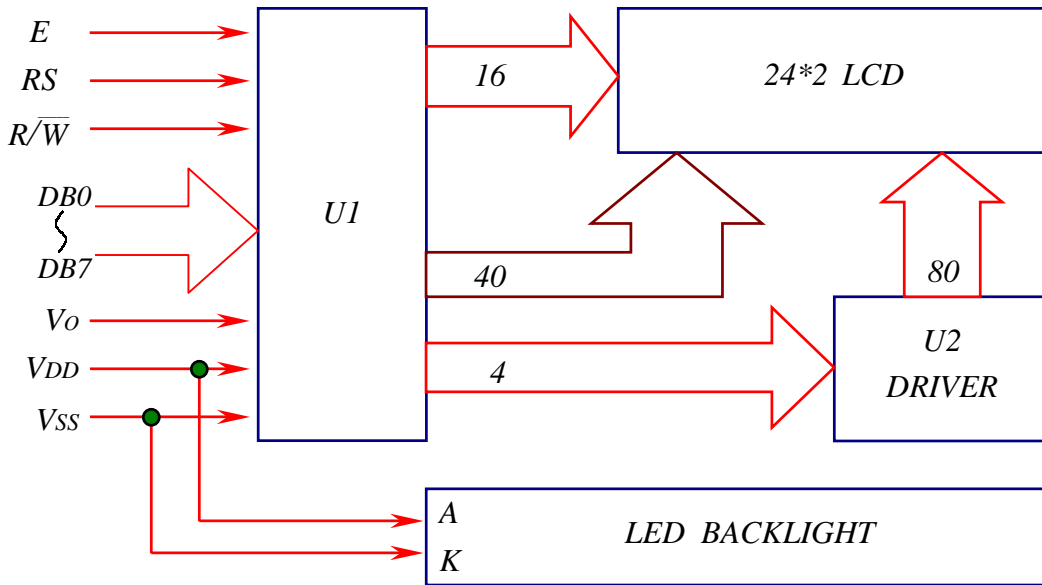 E
RS
R/W̅
DB0
DB7
VO
VDD
VSS
U1
16
40
4
24*2 LCD
80
U2
DRIVER
A
K
LED BACKLIGHT